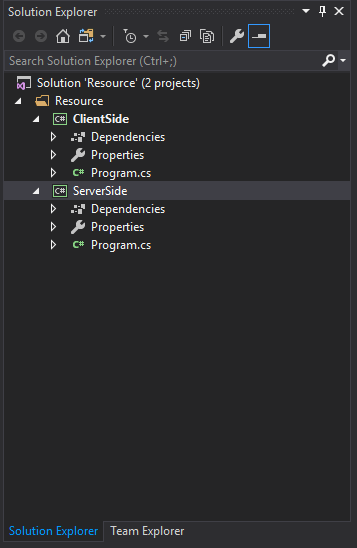 Solution Explorer
Search Solution Explorer (Ctrl+;)
Solution 'Resource' (2 projects)
Resource
C# ClientSide
Dependencies
Properties
C# Program.cs
C# ServerSide
Dependencies
Properties
C# Program.cs
Solution Explorer Team Explorer